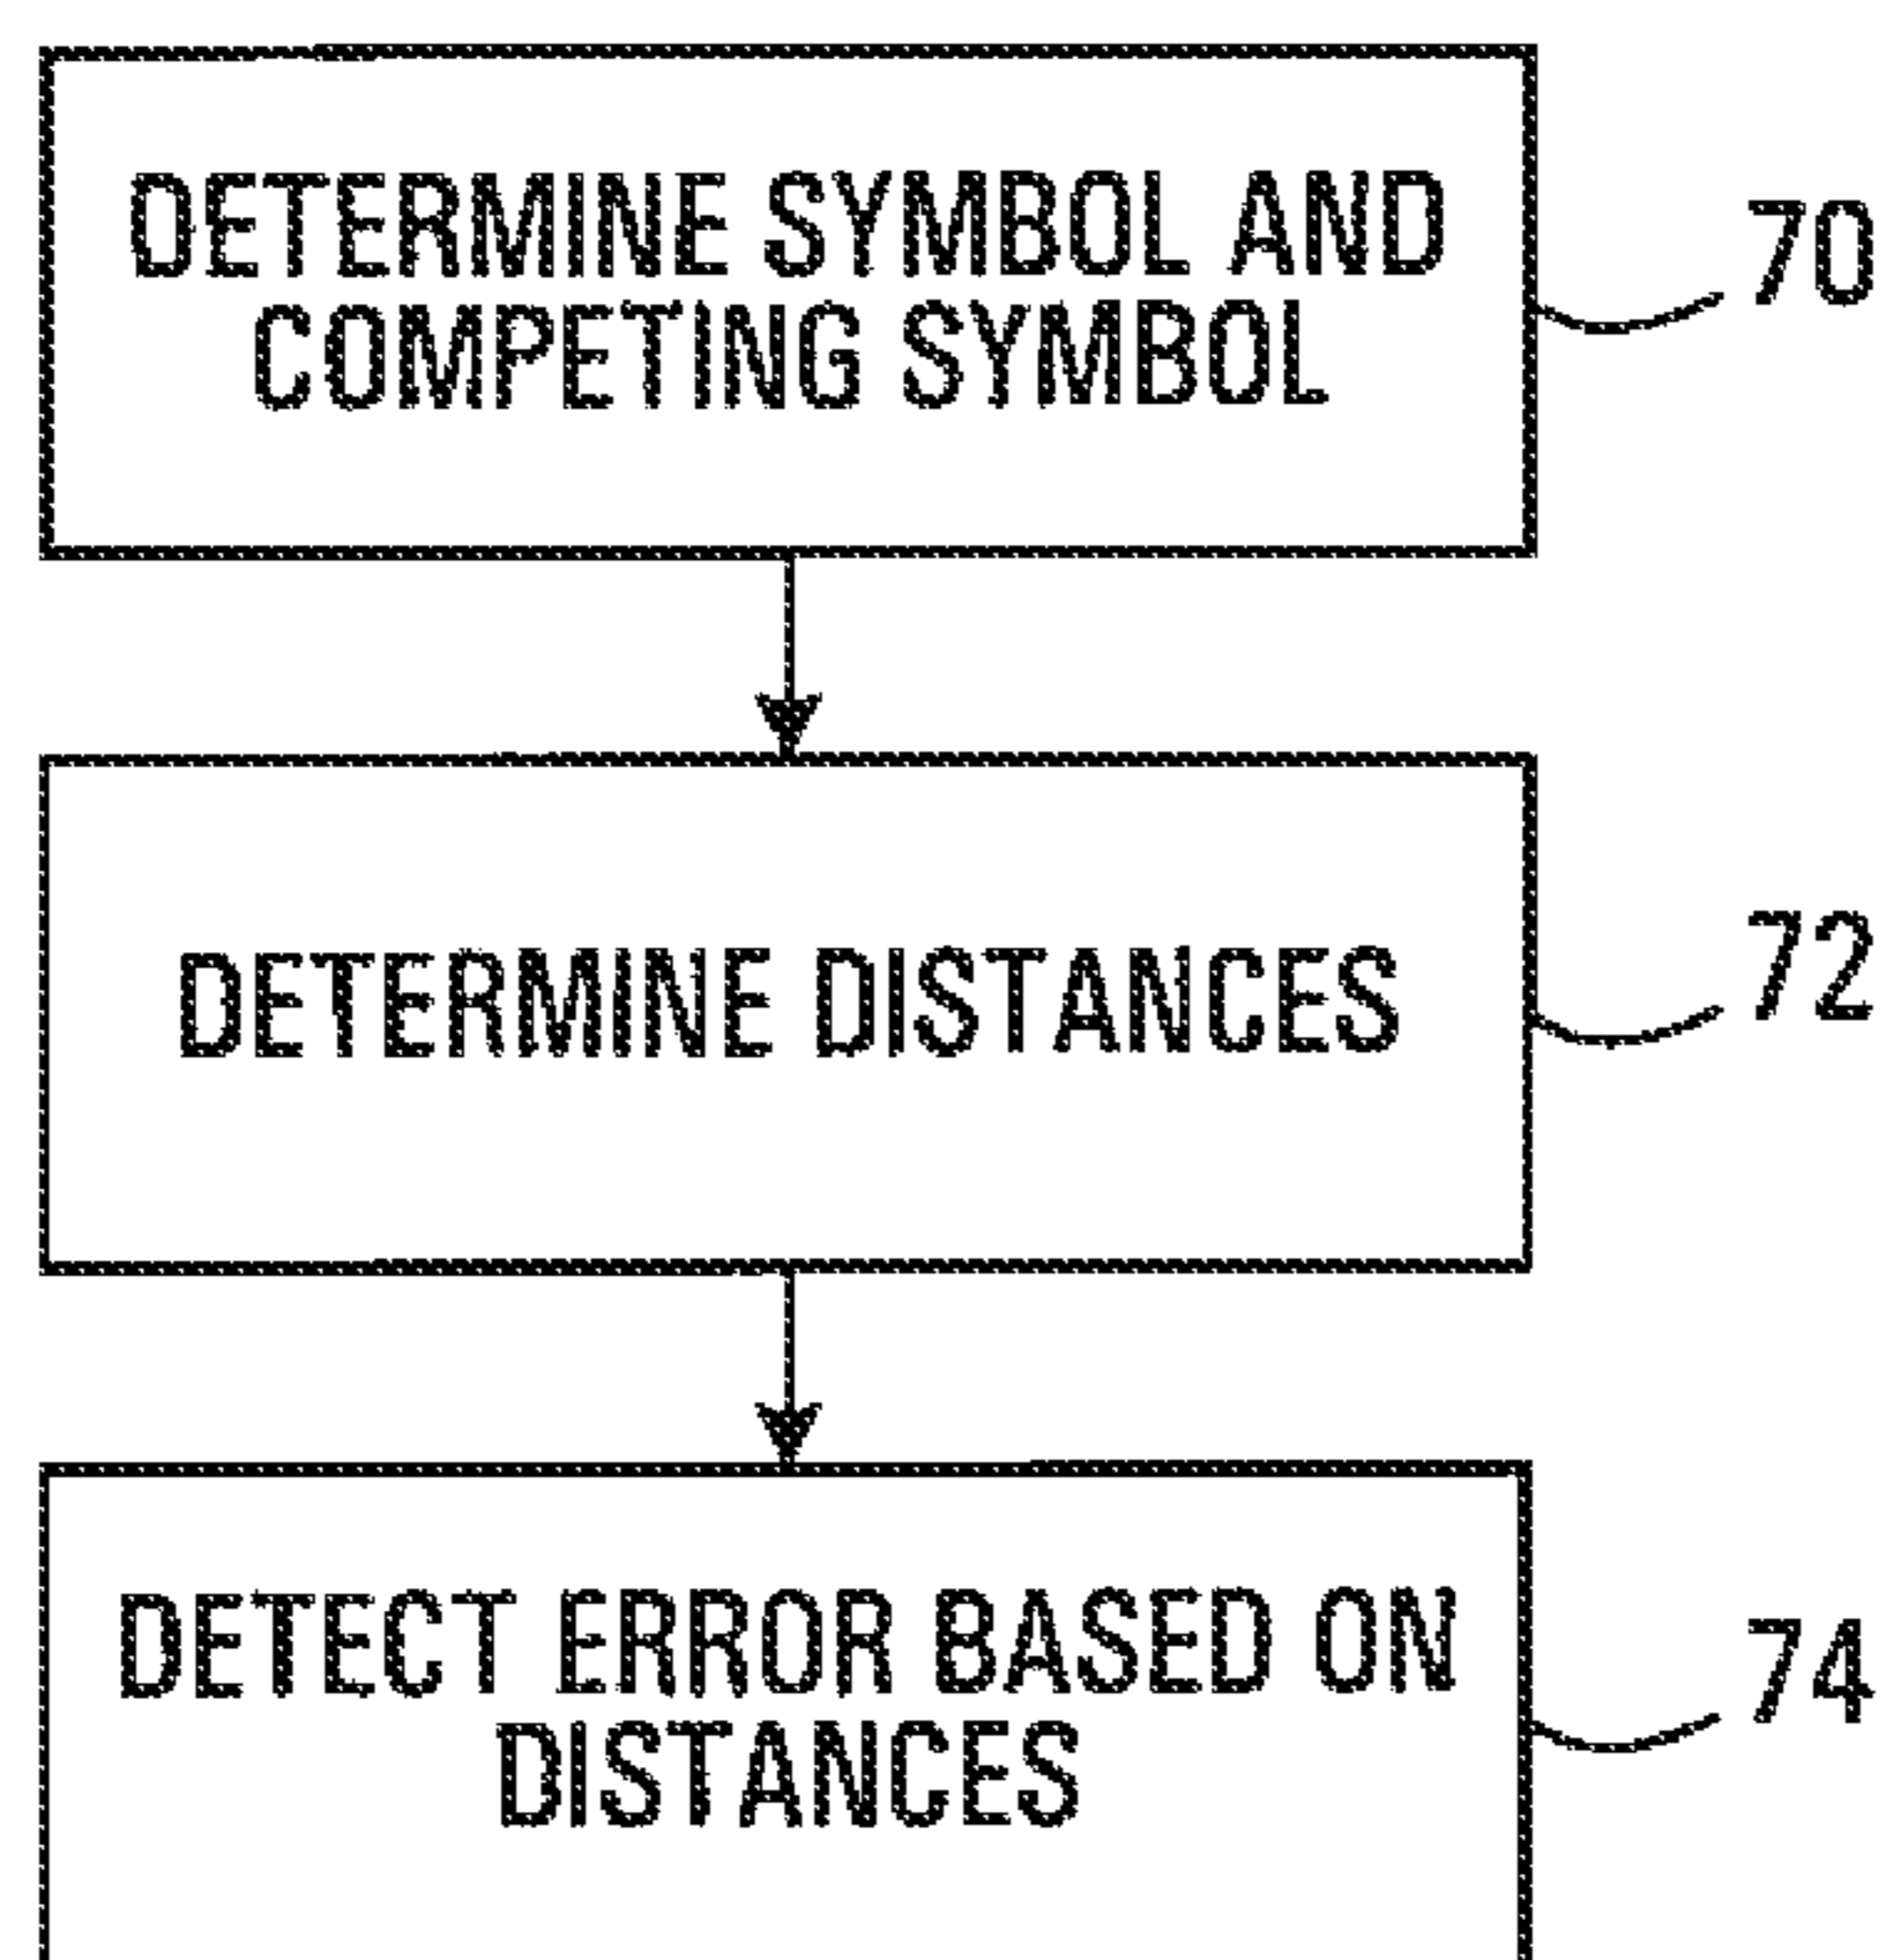 DETERMINE SYMBOL AND
COMPETING SYMBOL
70
DETERMINE DISTANCES
72
DETECT ERROR BASED ON
DISTANCES
74